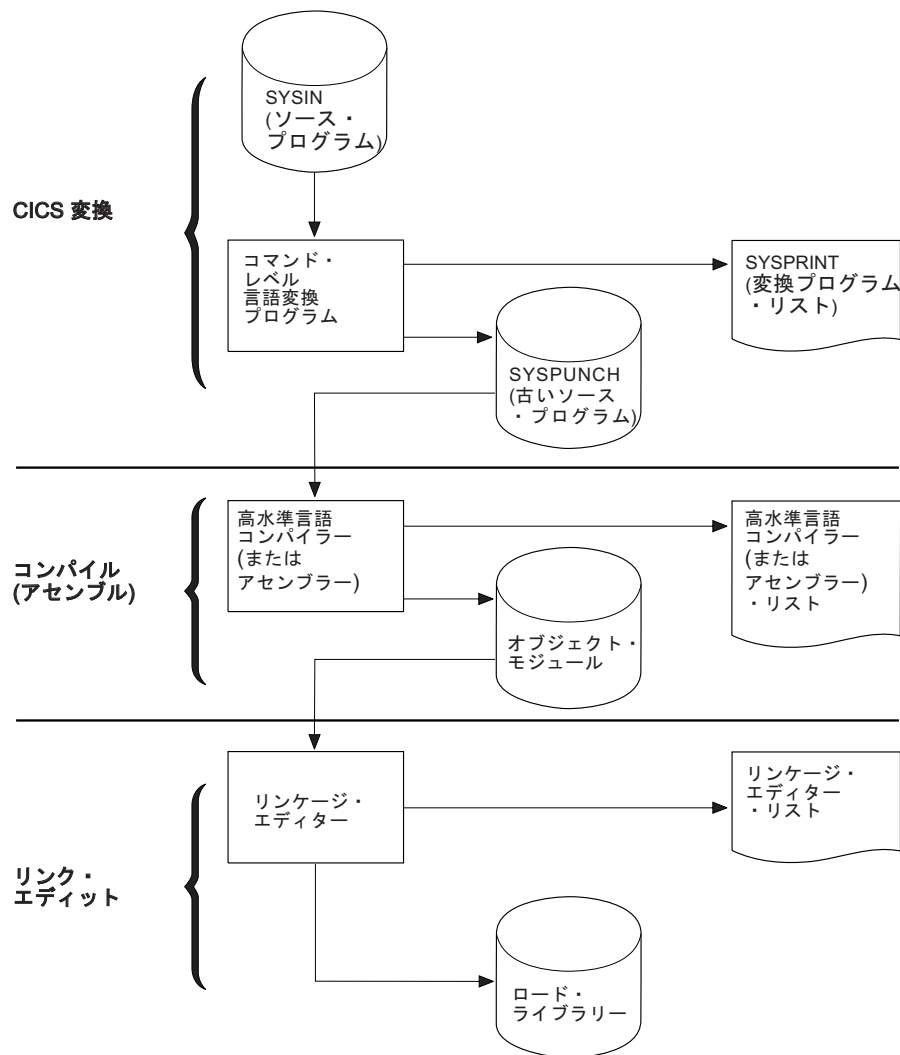 SYSIN
(ソース・
プログラム)
CICS 変換
コマンド・
レベル
言語変換
プログラム
SYSPRINT
(変換プログラム
・リスト)
SYSPUNCH
(古いソース
・プログラム)
コンパイル
(アセンブル)
高水準言語
コンパイラー
(または
アセンブラー)
高水準言語
コンパイラー
(または
アセンブラー)
・リスト
オブジェクト・
モジュール
リンク・
エディット
リンケージ・
エディター
リンケージ・
エディター
・リスト
ロード・
ライブラリー